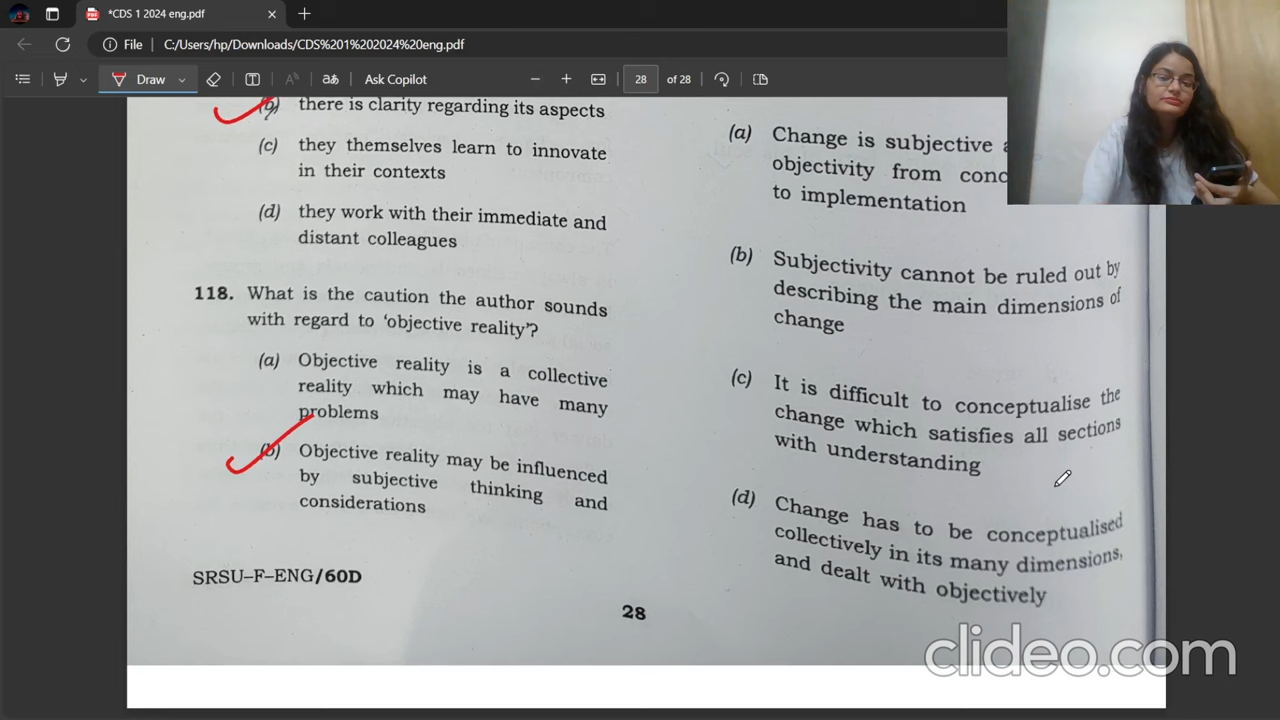 *CDS 1 2024 eng.pdf
File C:/Users/hp/Downloads/CDS%201%202024%20eng.pdf
Draw
Ask Copilot
28 of 28
(b) there is clarity regarding its aspects
(c) they themselves learn to innovate
in their contexts
(d) they work with their immediate and
distant colleagues
118. What is the caution the author sounds
with regard to 'objective reality'?
(a) Objective reality is a collective
reality which may have many
problems
(b) Objective reality may be influenced
by subjective thinking and
considerations
SRSU–F–ENG/60D
28
(a) Change is subjective
objectivity from
to implementation
(b) Subjectivity cannot be ruled out by
describing the main dimensions of
change
(c) It is difficult to conceptualise the
change which satisfies all sections
with understanding
(d) Change has to be conceptualised
collectively in its many dimensions,
and dealt with objectively
clideo.com